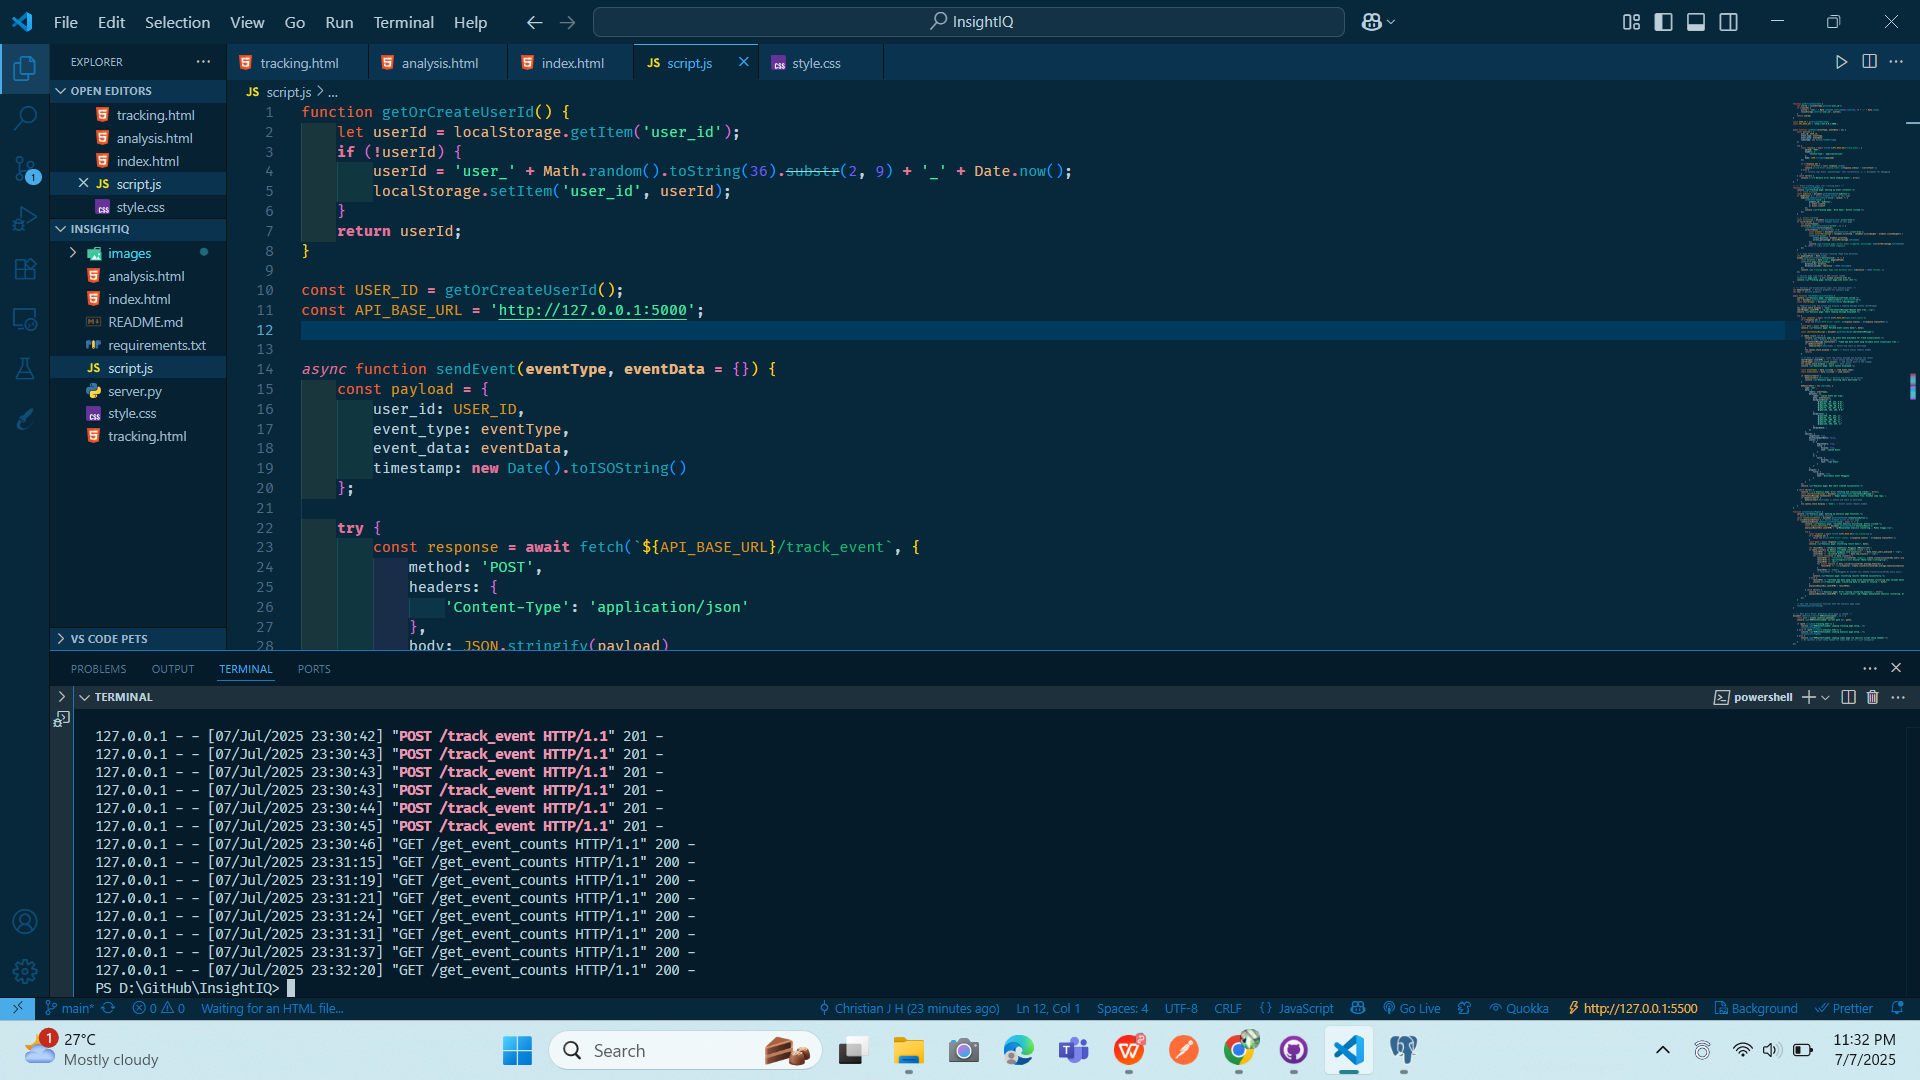 File Edit Selection View Go Run Terminal Help
InsightIQ
EXPLORER
OPEN EDITORS
tracking.html
analysis.html
index.html
JS script.js
css style.css
INSIGHTIQ
images
analysis.html
index.html
README.md
requirements.txt
JS script.js
server.py
css style.css
tracking.html
VS CODE PETS
tracking.html analysis.html index.html JS script.js css style.css
JS script.js > ...
1 function getOrCreateUserId() {
2 let userId = localStorage.getItem('user_id');
3 if (!userId) {
4 userId = 'user_' + Math.random().toString(36).substr(2, 9) + '_' + Date.now();
5 localStorage.setItem('user_id', userId);
6 }
7 return userId;
8 }
9
10 const USER_ID = getOrCreateUserId();
11 const API_BASE_URL = 'http://127.0.0.1:5000';
12
13
14 async function sendEvent(eventType, eventData = {}) {
15 const payload = {
16 user_id: USER_ID,
17 event_type: eventType,
18 event_data: eventData,
19 timestamp: new Date().toISOString()
20 };
21
22 try {
23 const response = await fetch(`${API_BASE_URL}/track_event`, {
24 method: 'POST',
25 headers: {
26 'Content-Type': 'application/json'
27 },
28 body: JSON.stringify(payload)
PROBLEMS OUTPUT TERMINAL PORTS
TERMINAL
powershell
127.0.0.1 - - [07/Jul/2025 23:30:42] "POST /track_event HTTP/1.1" 201 -
127.0.0.1 - - [07/Jul/2025 23:30:43] "POST /track_event HTTP/1.1" 201 -
127.0.0.1 - - [07/Jul/2025 23:30:43] "POST /track_event HTTP/1.1" 201 -
127.0.0.1 - - [07/Jul/2025 23:30:43] "POST /track_event HTTP/1.1" 201 -
127.0.0.1 - - [07/Jul/2025 23:30:44] "POST /track_event HTTP/1.1" 201 -
127.0.0.1 - - [07/Jul/2025 23:30:45] "POST /track_event HTTP/1.1" 201 -
127.0.0.1 - - [07/Jul/2025 23:30:46] "GET /get_event_counts HTTP/1.1" 200 -
127.0.0.1 - - [07/Jul/2025 23:31:15] "GET /get_event_counts HTTP/1.1" 200 -
127.0.0.1 - - [07/Jul/2025 23:31:19] "GET /get_event_counts HTTP/1.1" 200 -
127.0.0.1 - - [07/Jul/2025 23:31:21] "GET /get_event_counts HTTP/1.1" 200 -
127.0.0.1 - - [07/Jul/2025 23:31:24] "GET /get_event_counts HTTP/1.1" 200 -
127.0.0.1 - - [07/Jul/2025 23:31:31] "GET /get_event_counts HTTP/1.1" 200 -
127.0.0.1 - - [07/Jul/2025 23:31:37] "GET /get_event_counts HTTP/1.1" 200 -
127.0.0.1 - - [07/Jul/2025 23:32:20] "GET /get_event_counts HTTP/1.1" 200 -
PS D:\GitHub\InsightIQ>
main* 0 0 Waiting for an HTML file... Christian J H (23 minutes ago) Ln 12, Col 1 Spaces: 4 UTF-8 CRLF {} JavaScript Go Live Quokka http://127.0.0.1:5000 Background Prettier
1 27°C
Mostly cloudy
Search
11:32 PM
7/7/2025